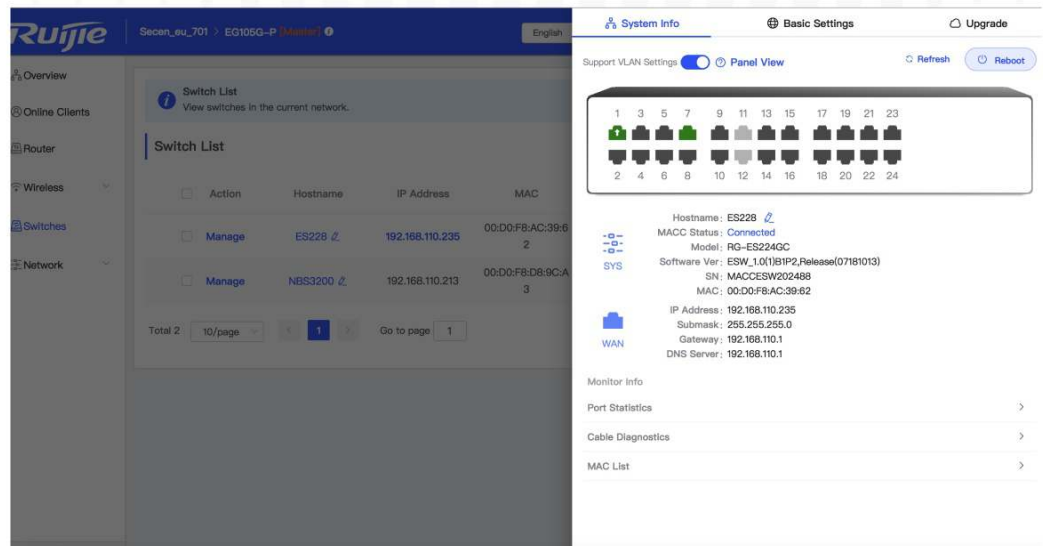 Ruijie
Secen_eu_701 > EG105G-P [Master]
English
Overview
Online Clients
Router
Wireless
Switches
Network
Switch List
View switches in the current network.
Switch List
Action Hostname IP Address MAC
Manage ES228 192.168.110.235 00:D0:F8:AC:39:6
2
Manage NBS3200 192.168.110.213 00:D0:F8:D8:9C:A
3
Total 2 10/page 1 Go to page 1
System Info Basic Settings Upgrade
Support VLAN Settings Panel View Refresh Reboot
1 3 5 7 9 11 13 15 17 19 21 23
2 4 6 8 10 12 14 16 18 20 22 24
SYS
Hostname: ES228
MACC Status: Connected
Model: RG-ES224GC
Software Ver: ESW_1.0(1)B1P2,Release(07181013)
SN: MACCESW202488
MAC: 00:D0:F8:AC:39:62
WAN
IP Address: 192.168.110.235
Submask: 255.255.255.0
Gateway: 192.168.110.1
DNS Server: 192.168.110.1
Monitor Info
Port Statistics
Cable Diagnostics
MAC List